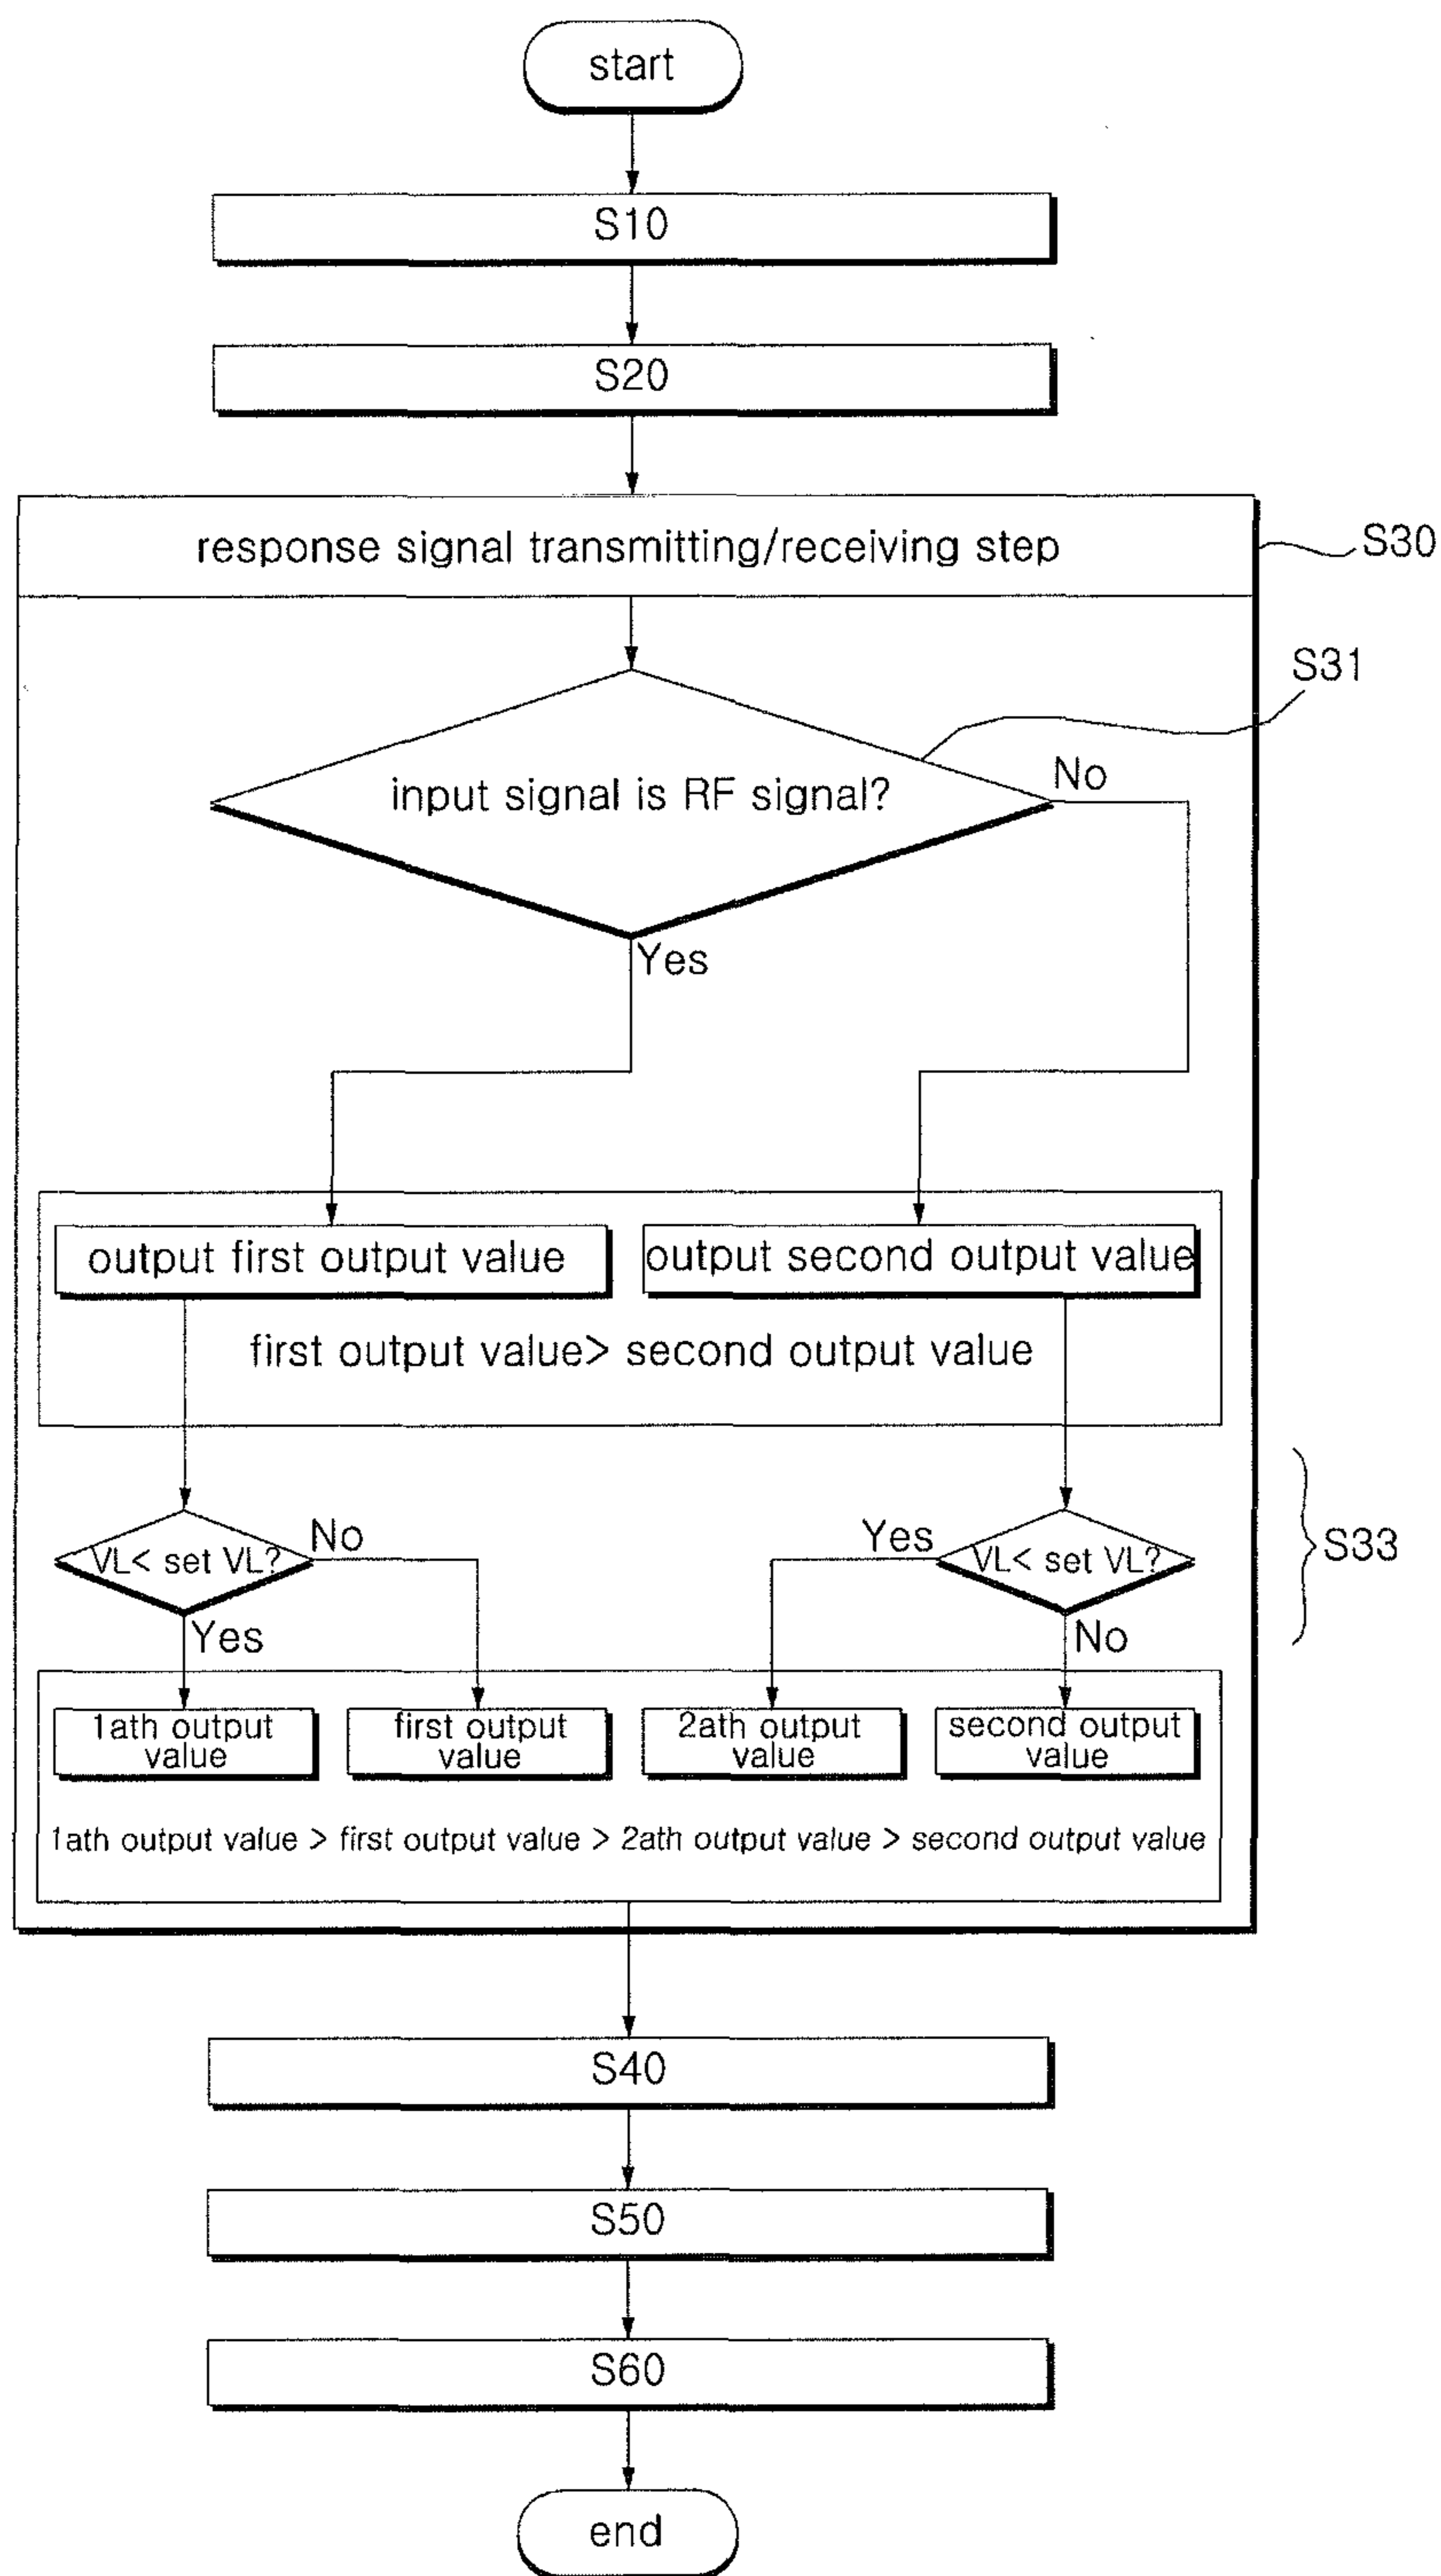 start
S10
S20
response signal transmitting/receiving step
S30
S31
input signal is RF signal?
No
Yes
output first output value
output second output value
first output value> second output value
VL< set VL?
No
Yes
Yes
VL< set VL?
No
S33
1ath output
value
first output
value
2ath output
value
second output
value
1ath output value > first output value > 2ath output value > second output value
S40
S50
S60
end